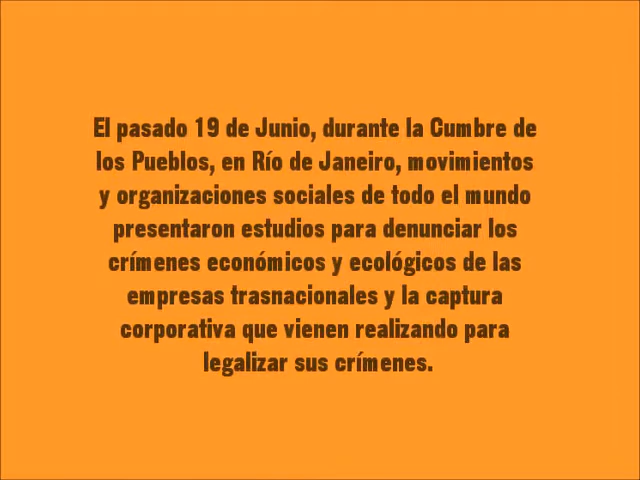 El pasado 19 de Junio, durante la Cumbre de
los Pueblos, en Río de Janeiro, movimientos
y organizaciones sociales de todo el mundo
presentaron estudios para denunciar los
crímenes económicos y ecológicos de las
empresas trasnacionales y la captura
corporativa que vienen realizando para
legalizar sus crímenes.